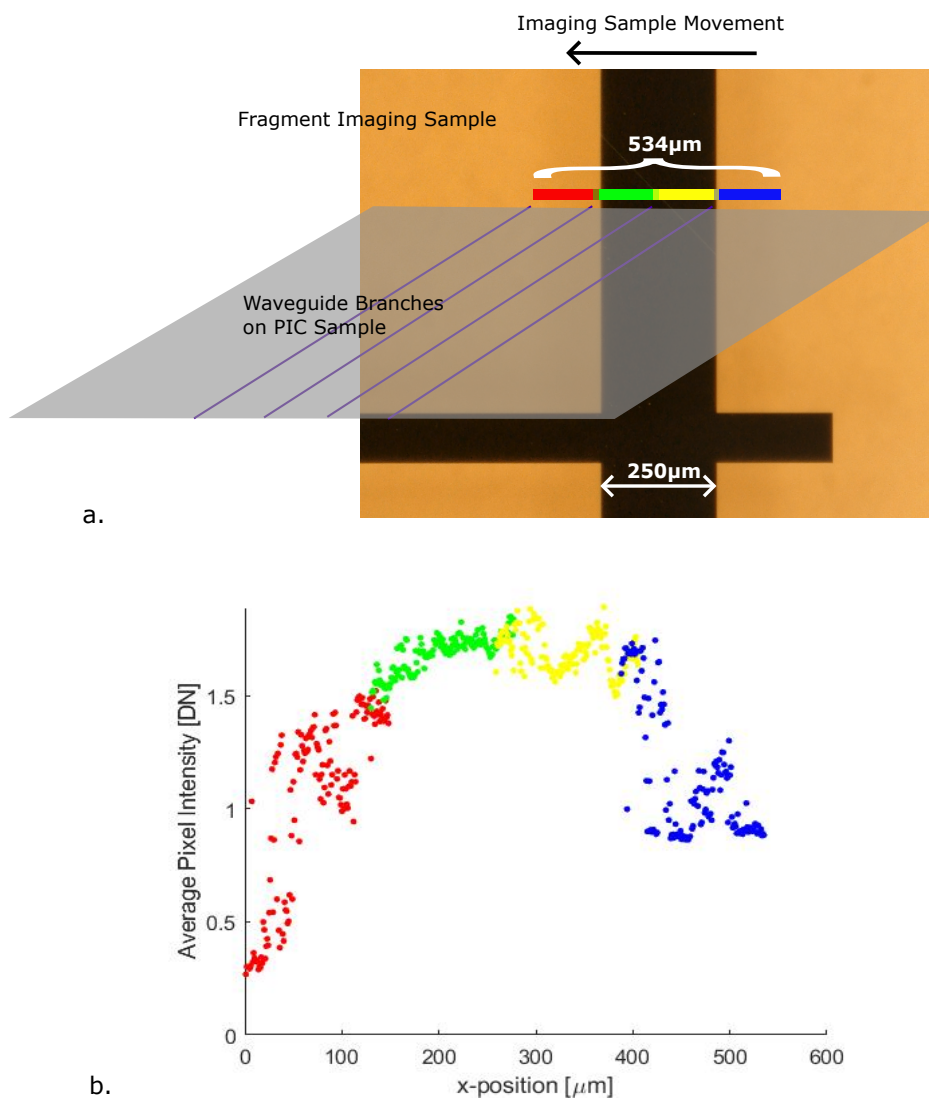 Imaging Sample Movement
Fragment Imaging Sample
534μm
Waveguide Branches
on PIC Sample
250μm
a.
Average Pixel Intensity [DN]
1.5
1
0.5
0
0 100 200 300 400 500 600
x-position [μm]
b.